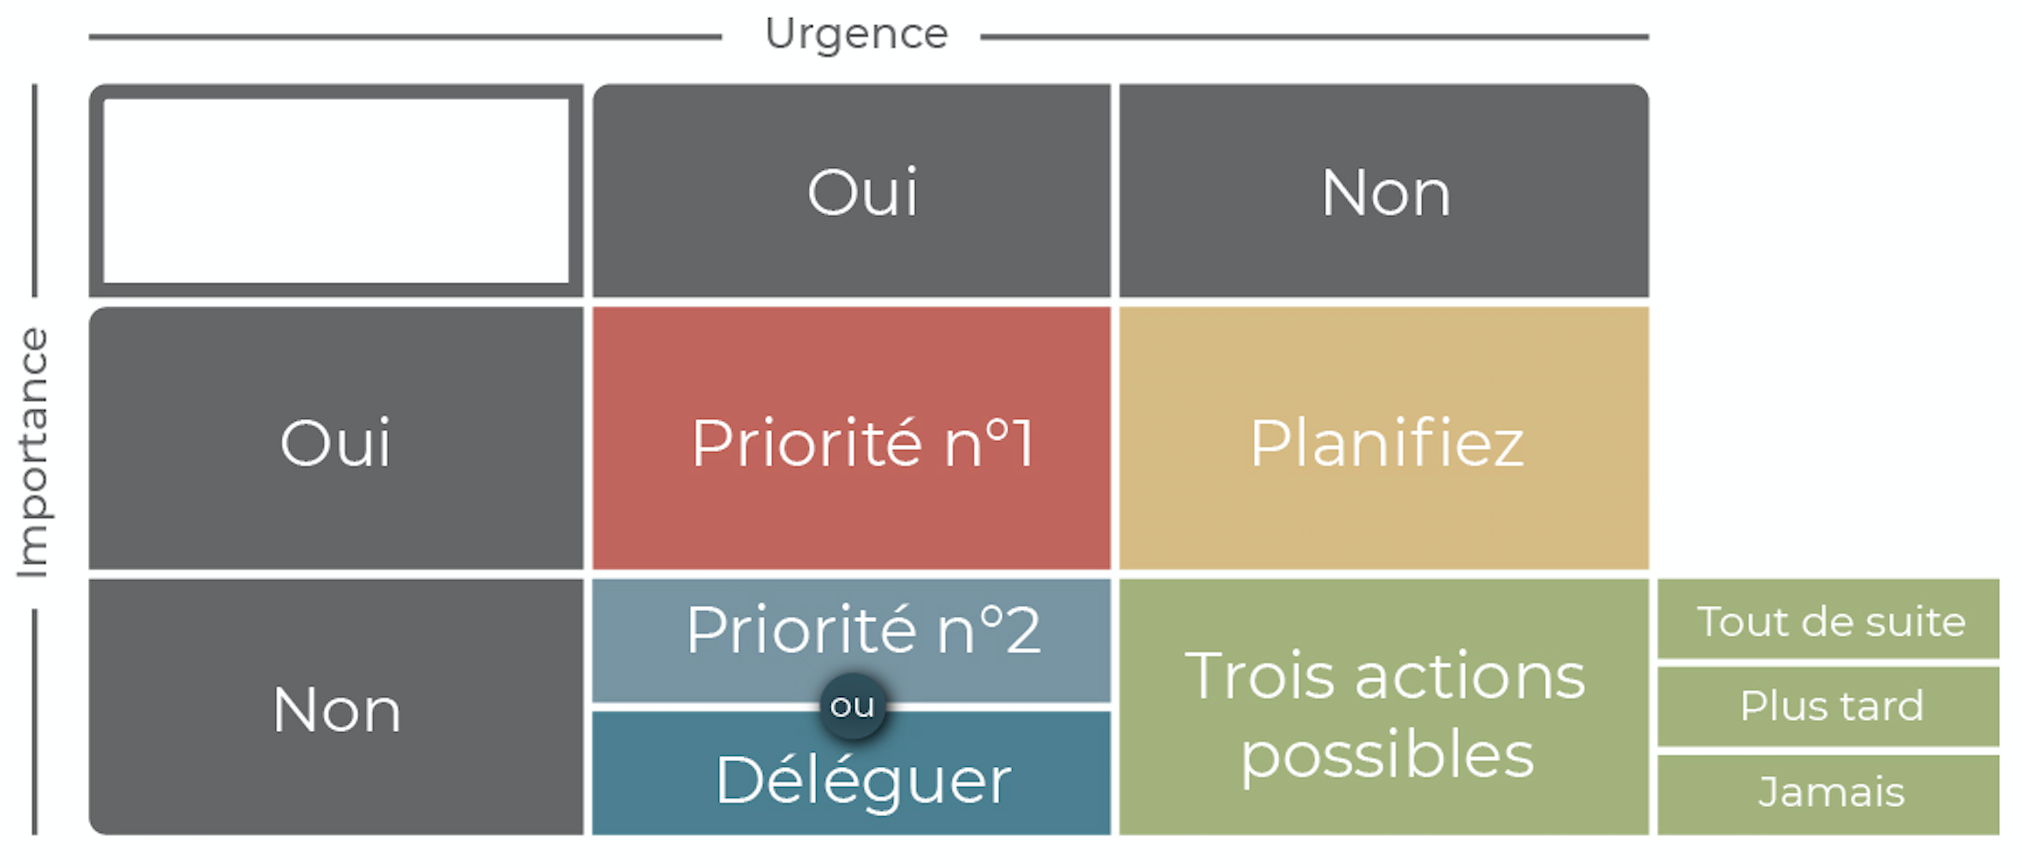 Urgence
Importance
Oui
Non
Oui
Priorité n°1
Planifiez
Non
Priorité n°2
ou
Déléguer
Trois actions
possibles
Tout de suite
Plus tard
Jamais